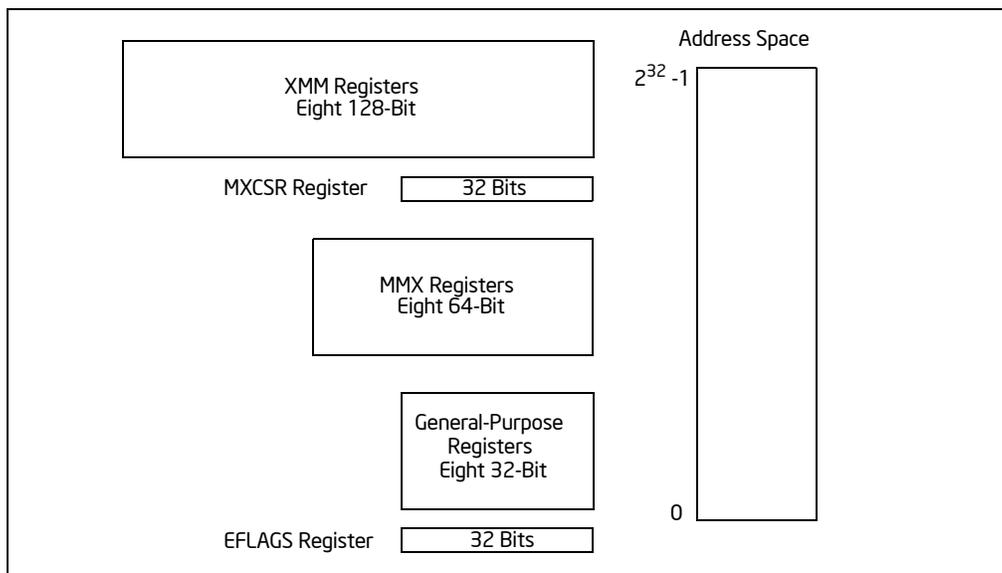 XMM Registers
Eight 128-Bit
MXCSR Register
32 Bits
MMX Registers
Eight 64-Bit
General-Purpose
Registers
Eight 32-Bit
EFLAGS Register
32 Bits
Address Space
2³² -1
0